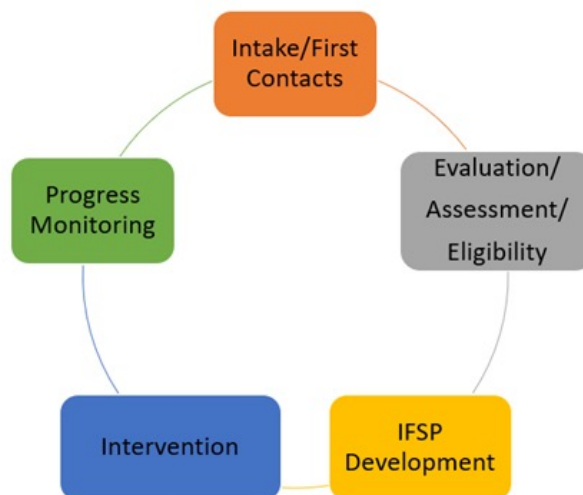 Intake/First
Contacts
Evaluation/
Assessment/
Eligibility
IFSP
Development
Intervention
Progress
Monitoring